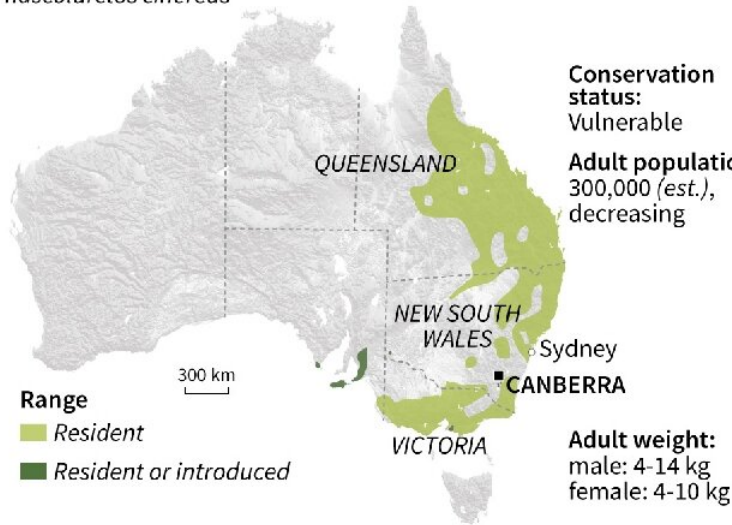 cinereus
Conservation
status:
Vulnerable
QUEENSLAND
Adult
300,000 (est.),
decreasing
NEW SOUTH
WALES
Sydney
300 km
CANBERRA
Range
Resident
VICTORIA
Adult weight:
Resident or introduced
male: 4-14 kg
female: 4-10 kg